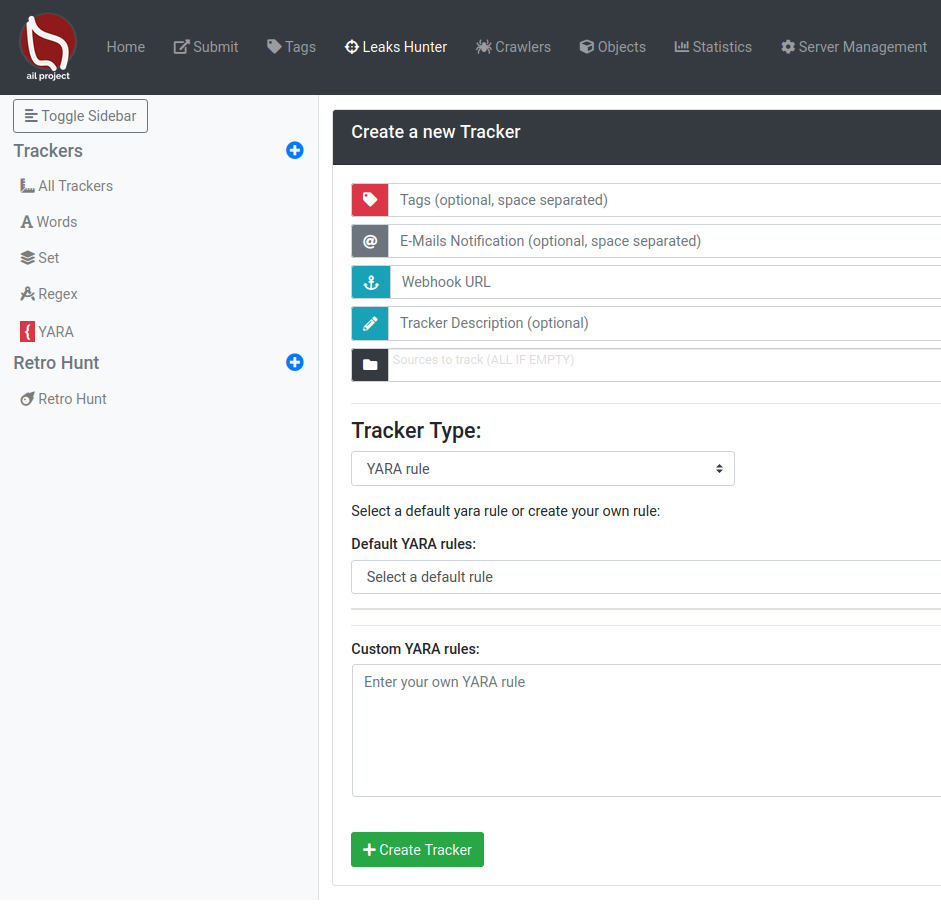 ail project
Home Submit Tags Leaks Hunter Crawlers Objects Statistics Server Management
Toggle Sidebar
Trackers
All Trackers
Words
Set
Regex
YARA
Retro Hunt
Retro Hunt
Create a new Tracker
Tags (optional, space separated)
@ E-Mails Notification (optional, space separated)
Webhook URL
Tracker Description (optional)
Sources to track (ALL IF EMPTY)
Tracker Type:
YARA rule
Select a default yara rule or create your own rule:
Default YARA rules:
Select a default rule
Custom YARA rules:
Enter your own YARA rule
Create Tracker